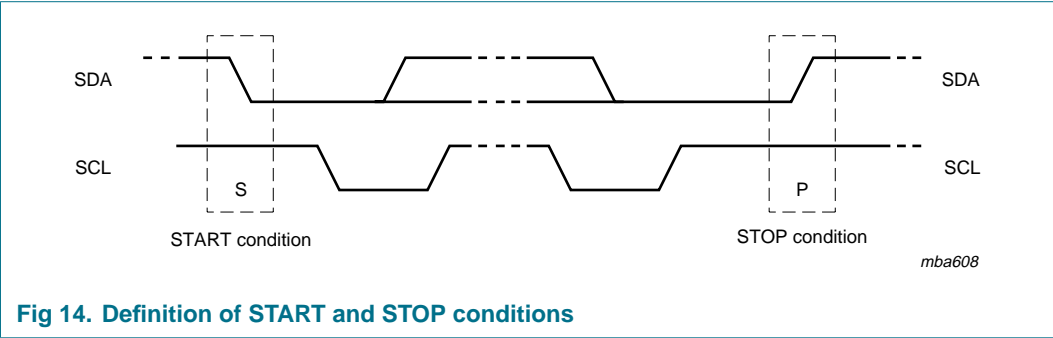 SDA
SDA
SCL
SCL
S
P
START condition
STOP condition
mba608
Fig 14. Definition of START and STOP conditions